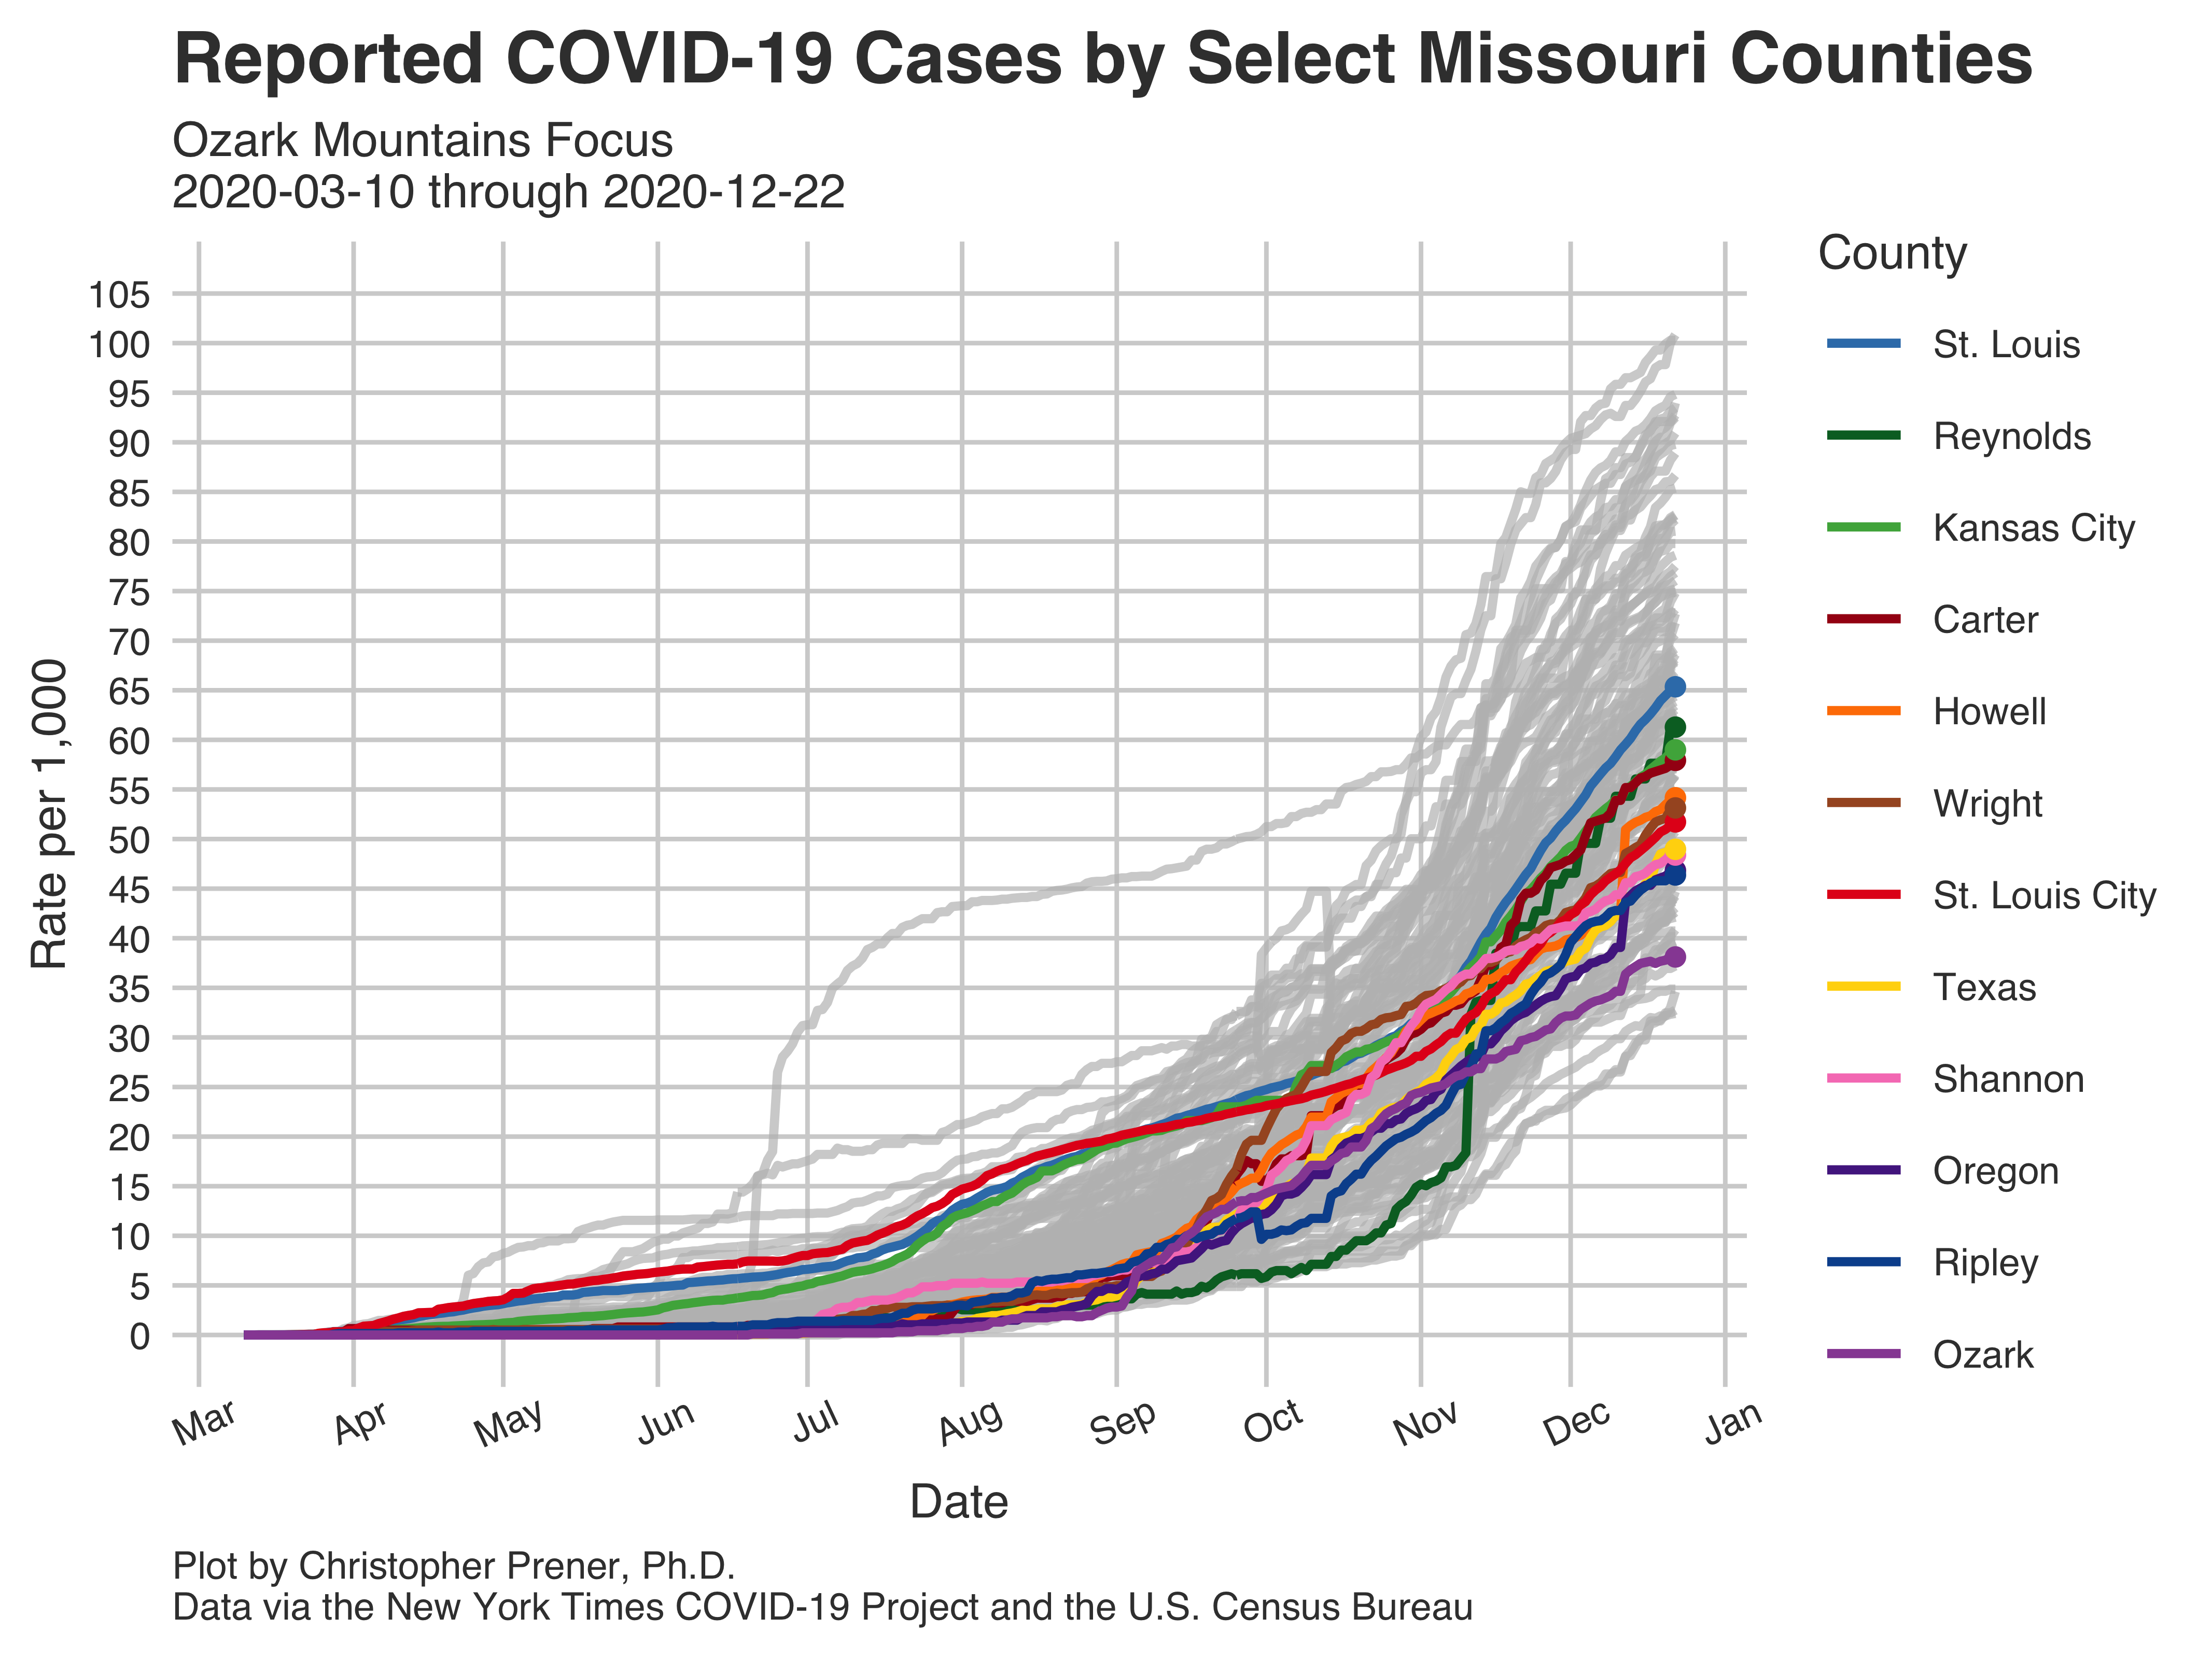 Reported COVID-19 Cases by Select Missouri Counties
Ozark Mountains Focus
2020-03-10 through 2020-12-22
Rate per 1,000
105
100
95
90
85
80
75
70
65
60
55
50
45
40
35
30
25
20
15
10
5
0
Mar
Apr
May
Jun
Jul
Aug
Sep
Oct
Nov
Dec
Jan
Date
County
St. Louis
Reynolds
Kansas City
Carter
Howell
Wright
St. Louis City
Texas
Shannon
Oregon
Ripley
Ozark
Plot by Christopher Prener, Ph.D.
Data via the New York Times COVID-19 Project and the U.S. Census Bureau